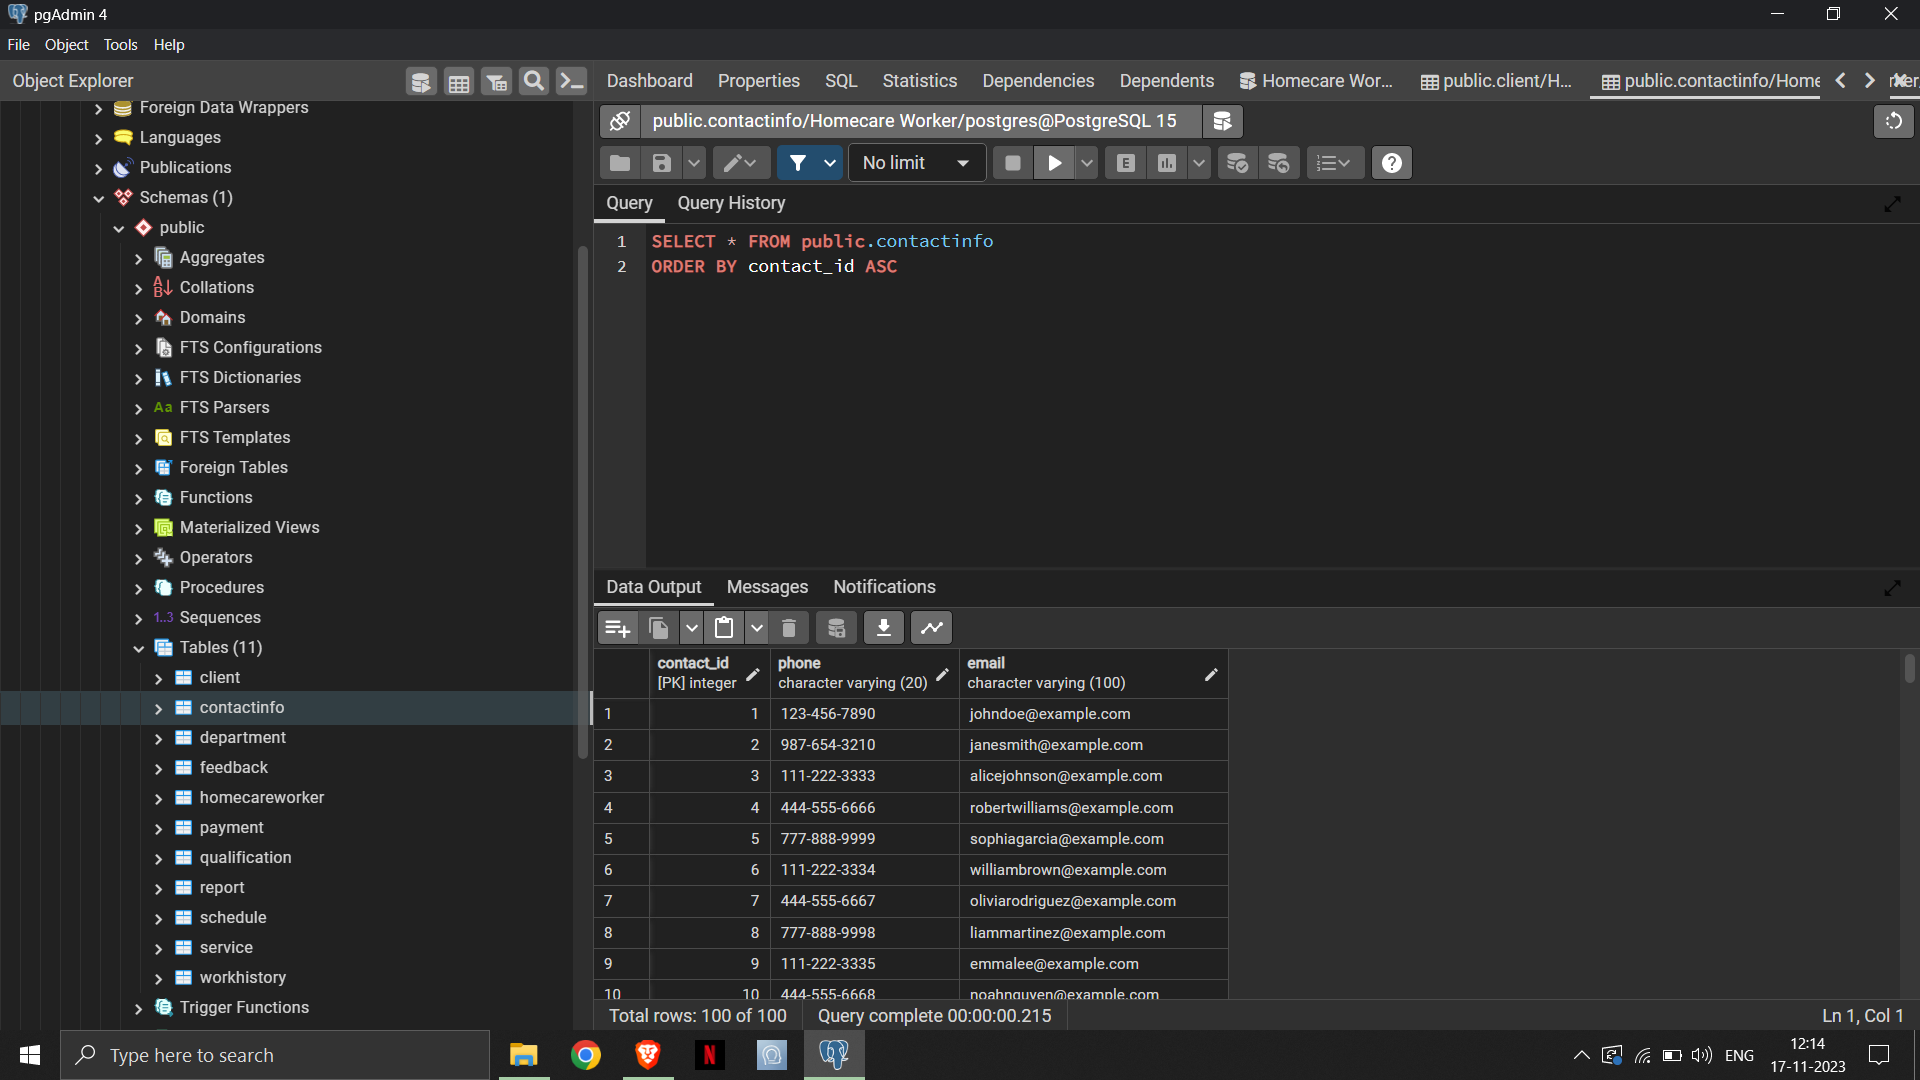 pgAdmin 4
File Object Tools Help
Object Explorer
Dashboard Properties SQL Statistics Dependencies Dependents Homecare Wor... public.client/H... public.contactinfo/Home
Foreign Data Wrappers
Languages
Publications
Schemas (1)
public
Aggregates
Collations
Domains
FTS Configurations
FTS Dictionaries
Aa FTS Parsers
FTS Templates
Foreign Tables
Functions
Materialized Views
Operators
Procedures
1..3 Sequences
Tables (11)
client
contactinfo
department
feedback
homecareworker
payment
qualification
report
schedule
service
workhistory
Trigger Functions
public.contactinfo/Homecare Worker/postgres@PostgreSQL 15
No limit
E
Query Query History
1 SELECT * FROM public.contactinfo
2 ORDER BY contact_id ASC
Data Output Messages Notifications
contact_id phone email
[PK] integer character varying (20) character varying (100)
1 1 123-456-7890 johndoe@example.com
2 2 987-654-3210 janesmith@example.com
3 3 111-222-3333 alicejohnson@example.com
4 4 444-555-6666 robertwilliams@example.com
5 5 777-888-9999 sophiagarcia@example.com
6 6 111-222-3334 williambrown@example.com
7 7 444-555-6667 oliviarodriguez@example.com
8 8 777-888-9998 liammartinez@example.com
9 9 111-222-3335 emmalee@example.com
10 10 444-555-6668 noahnguyen@example.com
Total rows: 100 of 100 Query complete 00:00:00.215 Ln 1, Col 1
Type here to search
N
ENG
12:14
17-11-2023